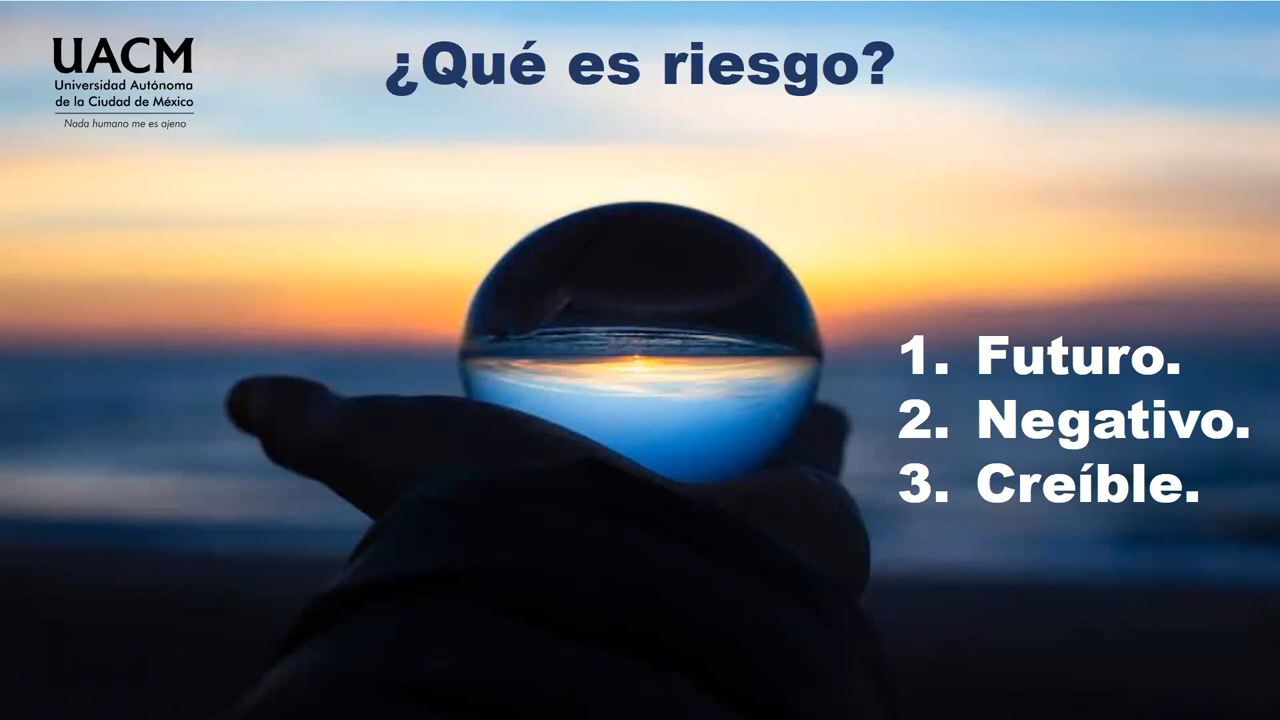 UACM
Universidad Autónoma
de la Ciudad de México
Nada humano me es ajeno
¿Qué es riesgo?
1. Futuro.
2. Negativo.
3. Creíble.